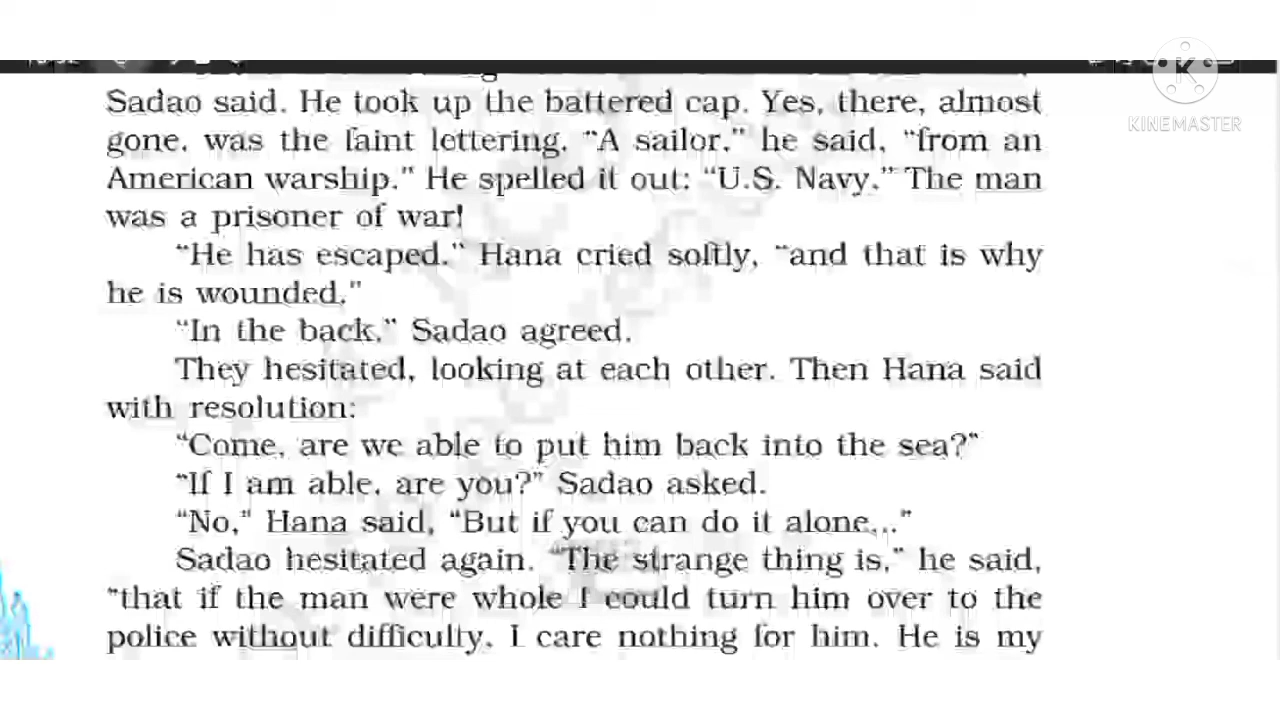 Sadao said. He took up the battered cap. Yes, there, almost
gone, was the faint lettering. “A sailor,” he said, “from an
American warship.” He spelled it out: “U.S. Navy.” The man
was a prisoner of war!
“He has escaped.” Hana cried softly, “and that is why
he is wounded.”
“In the back,” Sadao agreed.
They hesitated, looking at each other. Then Hana said
with resolution:
“Come, are we able to put him back into the sea?”
“If I am able, are you?” Sadao asked.
“No,” Hana said, “But if you can do it alone...”
Sadao hesitated again. “The strange thing is,” he said,
“that if the man were whole I could turn him over to the
police without difficulty. I care nothing for him. He is my
KINEMASTER